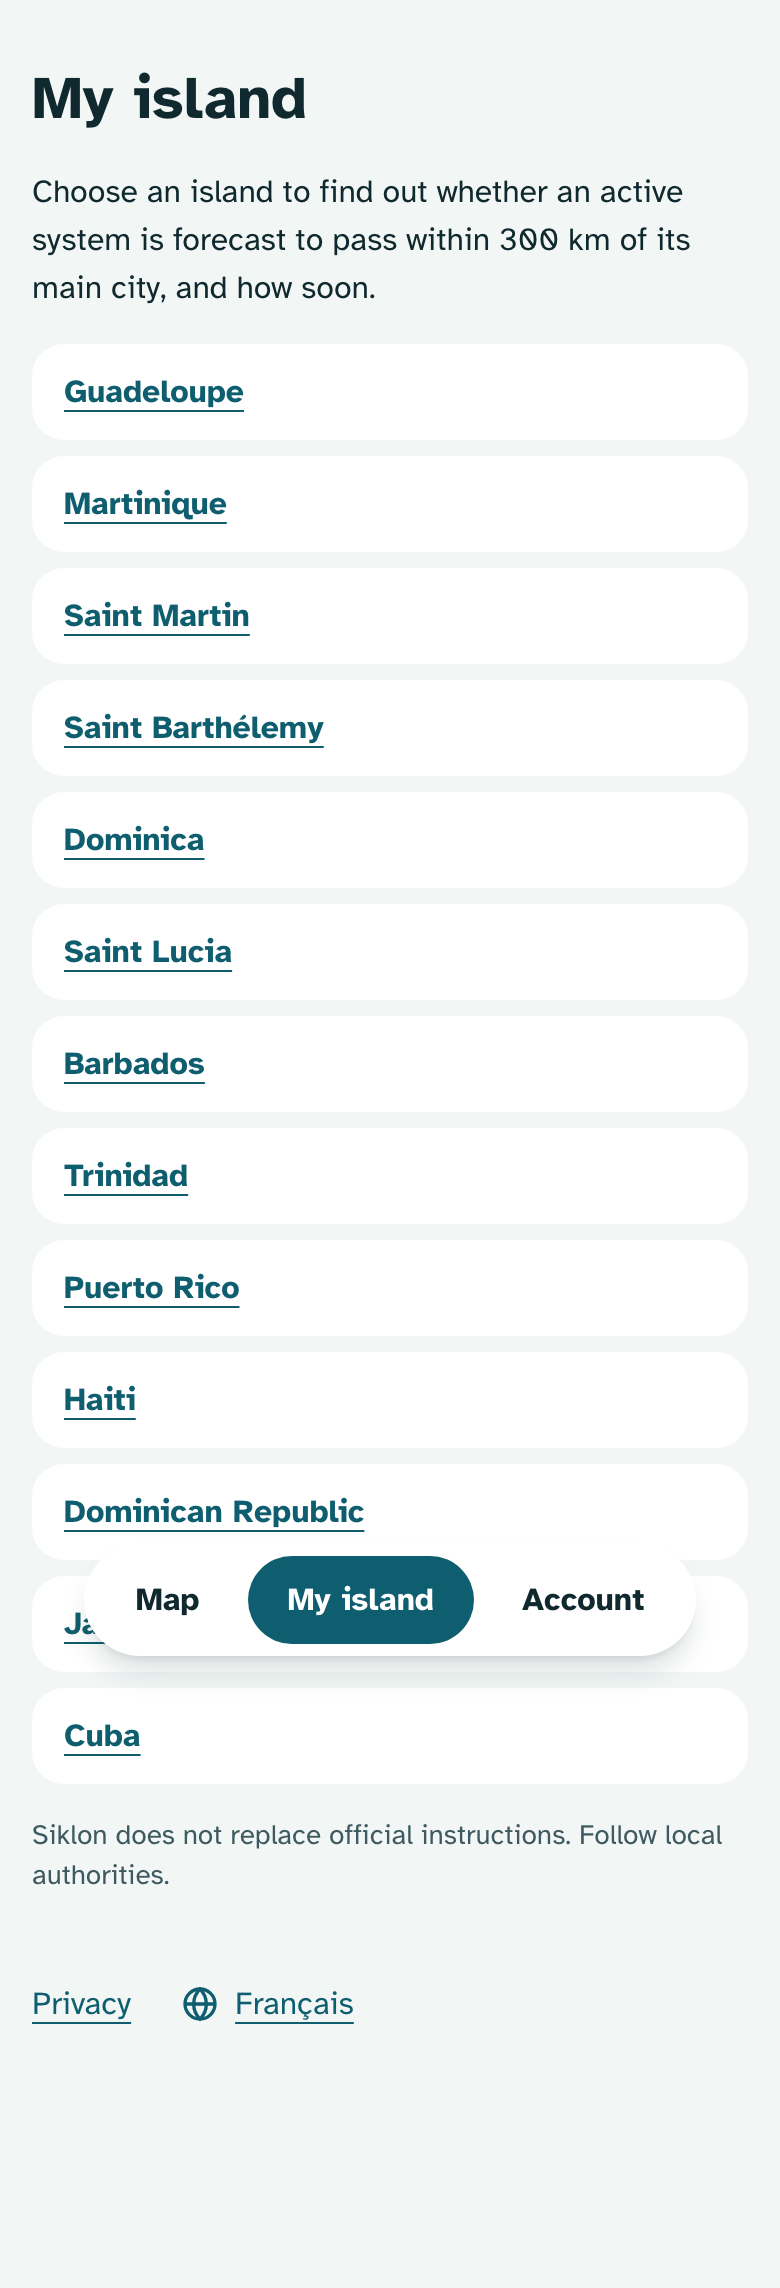 My island
Choose an island to find out whether an active
system is forecast to pass within 300 km of its
main city, and how soon.
Guadeloupe
Martinique
Saint Martin
Saint Barthélemy
Dominica
Saint Lucia
Barbados
Trinidad
Puerto Rico
Haiti
Dominican Republic
Map My island Account
Cuba
Siklon does not replace official instructions. Follow local
authorities.
Privacy Français